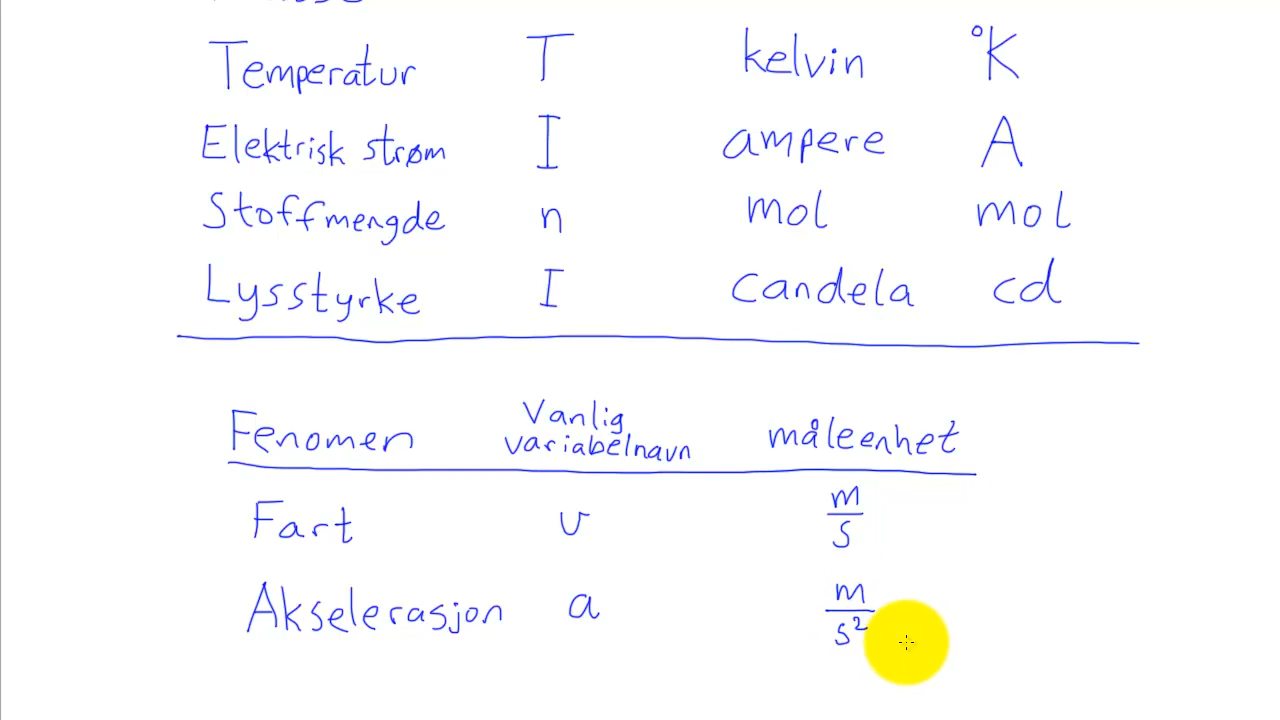 Temperatur T kelvin °K
Elektrisk strøm I ampere A
Stoffmengde n mol mol
Lysstyrke I candela cd
Fenomen Vanlig variabelnavn måleenhet
Fart v m/s
Akselerasjon a m/s²